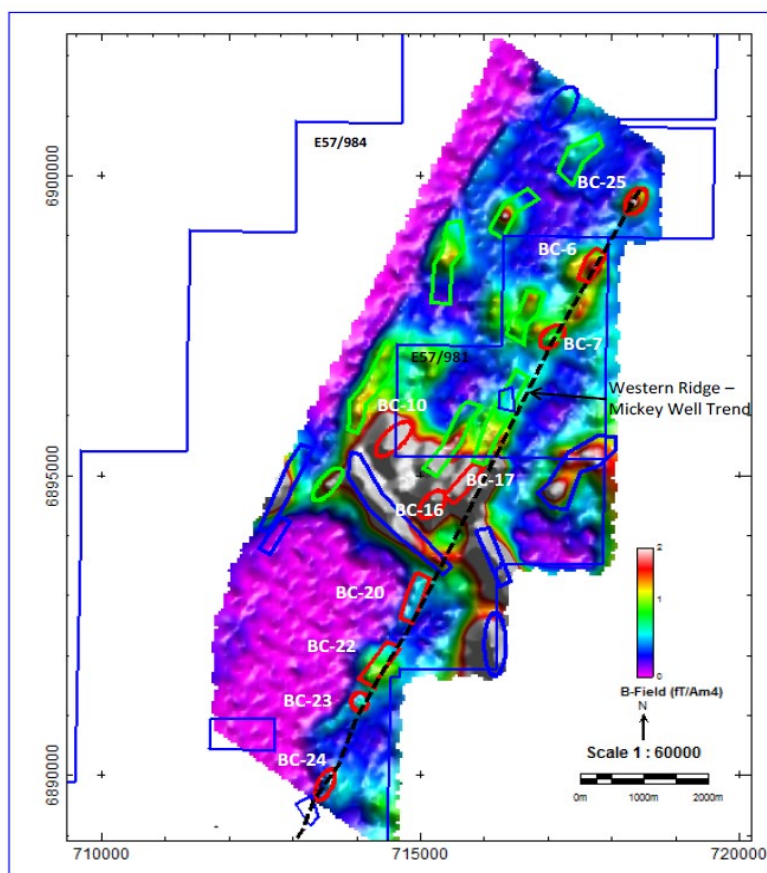 E57/984
6900000
BC-25
BC-6
BC-7
E57/981
Western Ridge –
Mickey Well Trend
BC-10
6895000
BC-17
BC-16
2
1
0
BC-20
BC-22
B-Field (fT/Am4)
N
BC-23
Scale 1 : 60000
BC-24
6890000
0m 1000m 2000m
710000 715000 720000